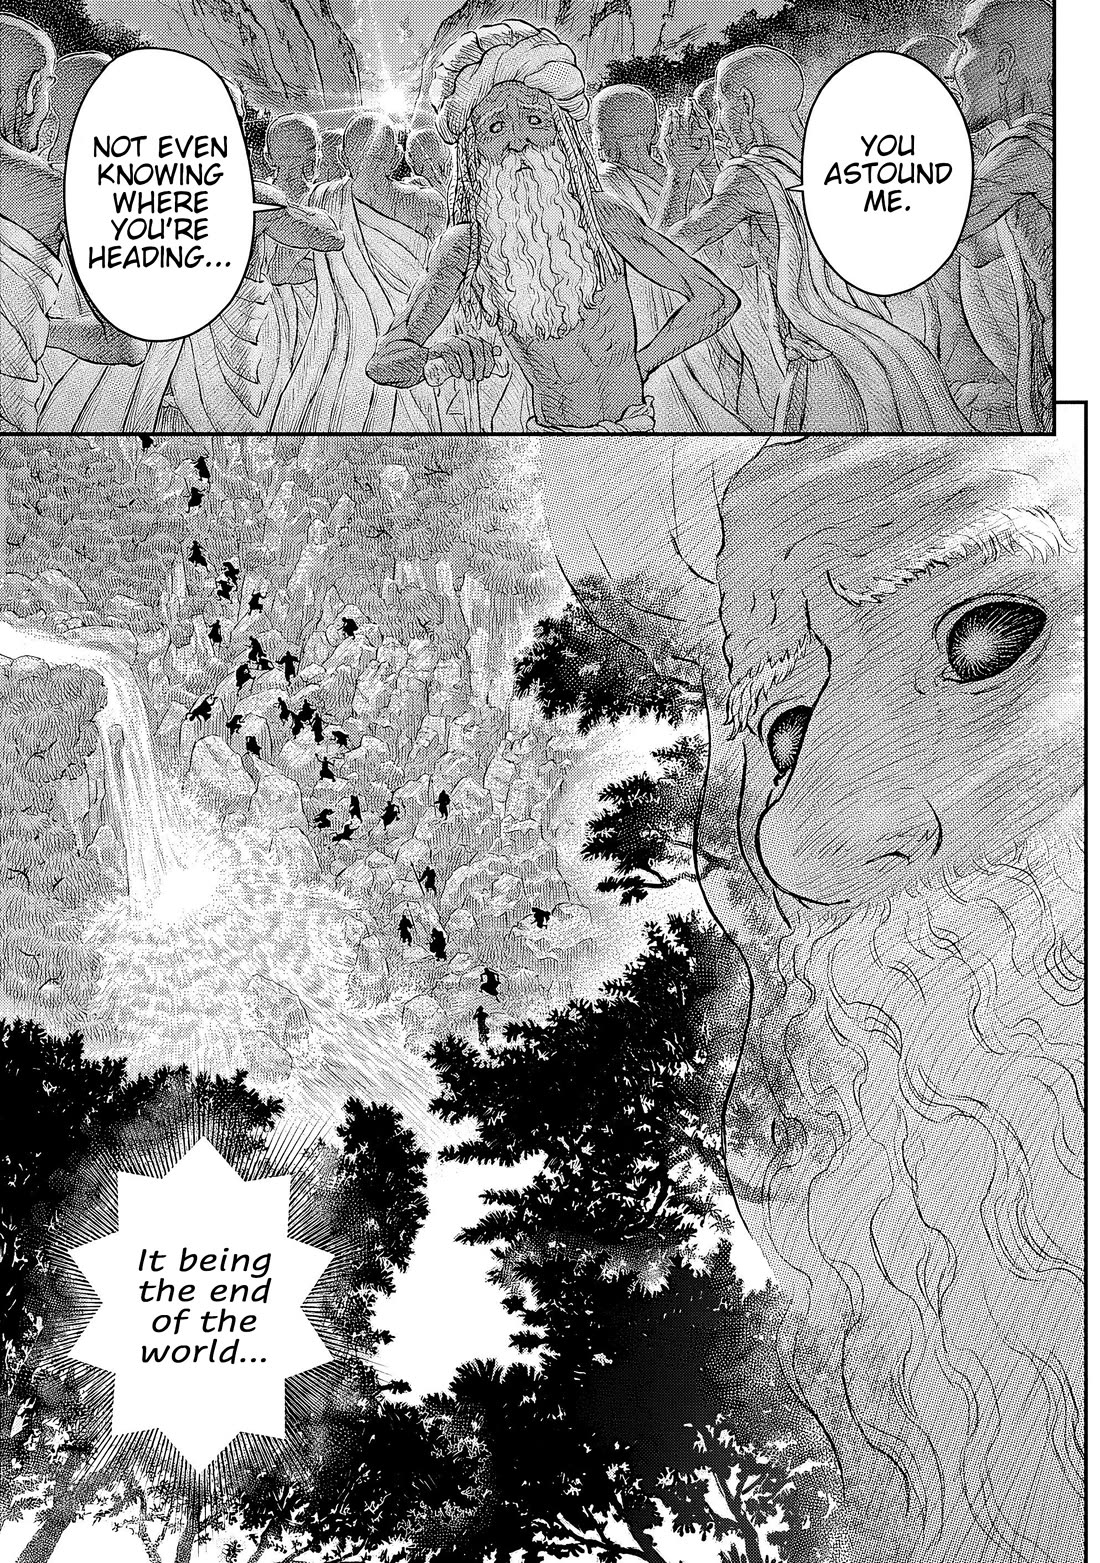 YOU
ASTOUND
ME.
NOT EVEN
KNOWING
WHERE
YOU'RE
HEADING...
It being
the end
of the
world...